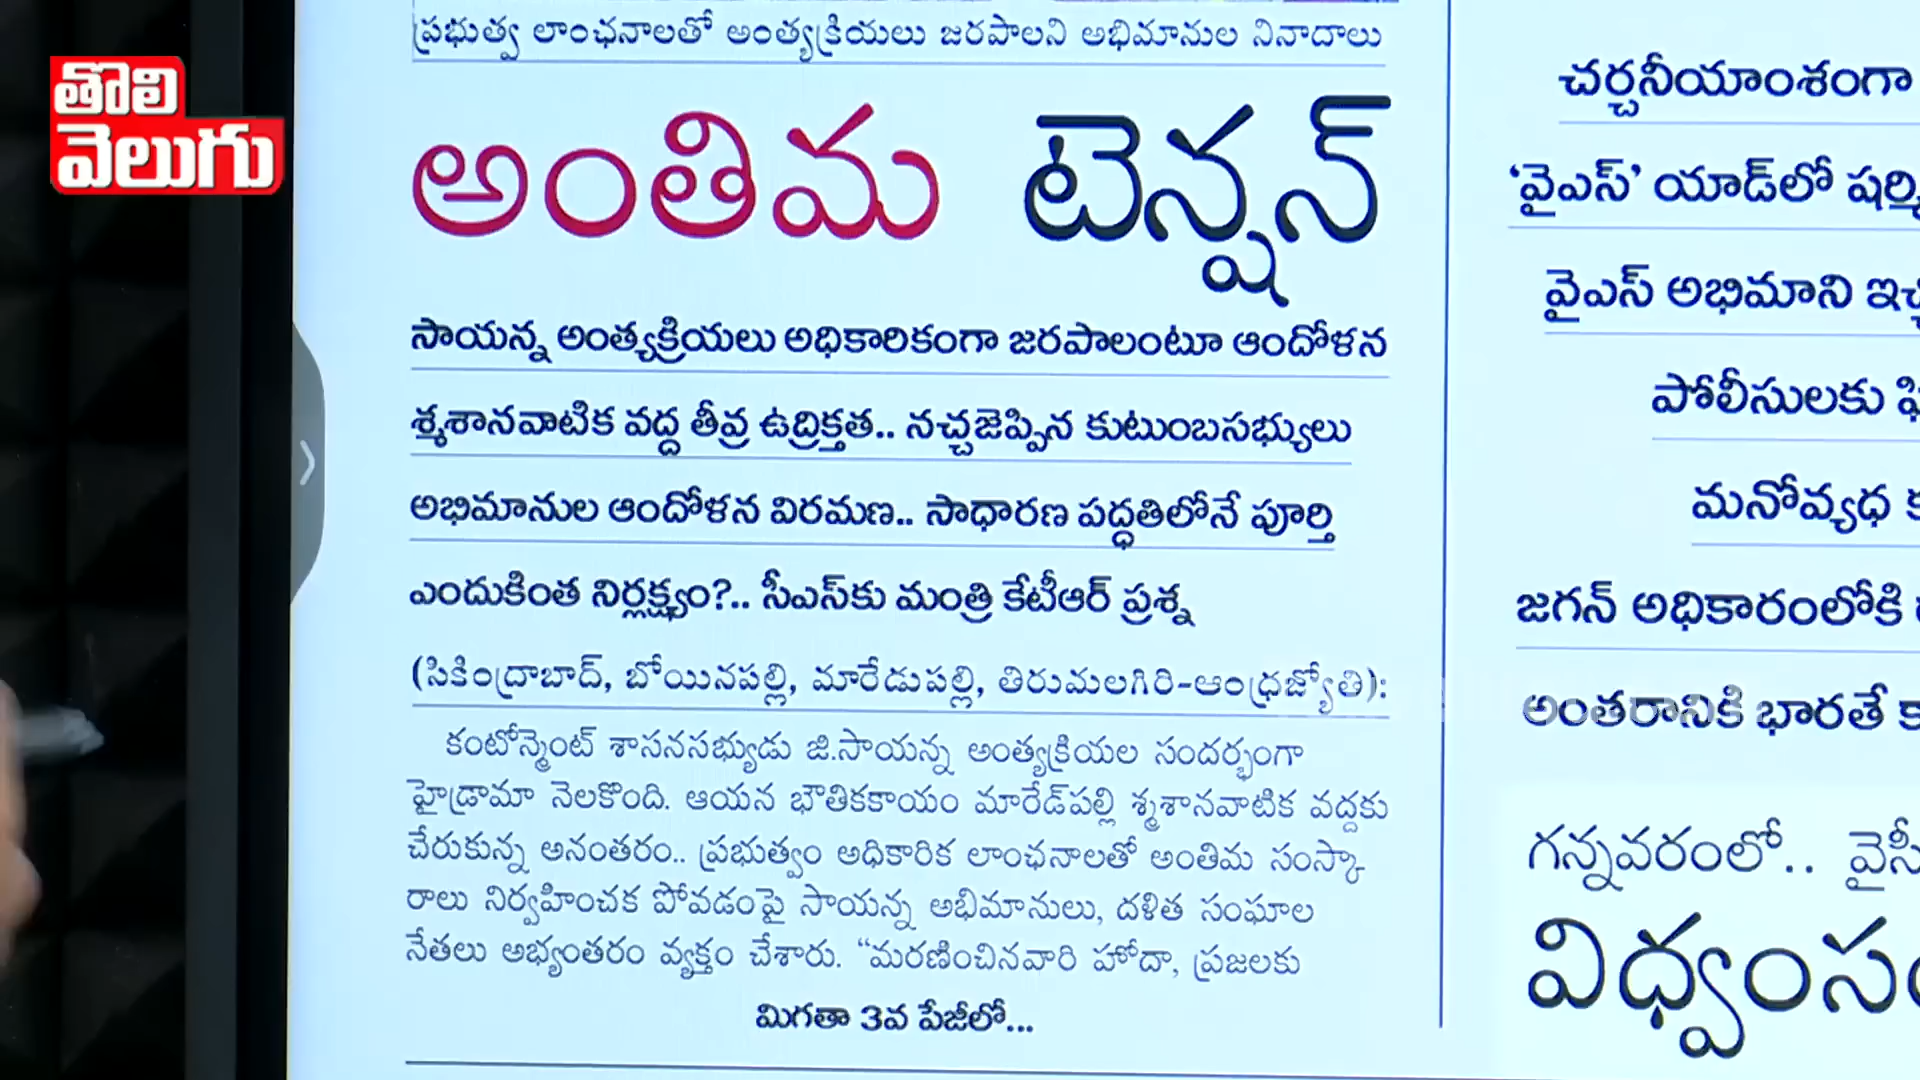 తొలి
వెలుగు
ప్రభుత్వ లాంఛనాలతో అంత్యక్రియలు జరపాలని అభిమానుల నినాదాలు
అంతిమ టెన్షన్
సాయన్న అంత్యక్రియలు అధికారికంగా జరపాలంటూ ఆందోళన
శ్మశానవాటిక వద్ద తీవ్ర ఉద్రిక్తత.. నచ్చజెప్పిన కుటుంబసభ్యులు
అభిమానుల ఆందోళన విరమణ.. సాధారణ పద్ధతిలోనే పూర్తి
ఎందుకింత నిర్లక్ష్యం?.. సీఎస్‌కు మంత్రి కేటీఆర్ ప్రశ్న
(సికింద్రాబాద్, బోయినపల్లి, మారేడుపల్లి, తిరుమలగిరి-ఆంధ్రజ్యోతి):
కంటోన్మెంట్ శాసనసభ్యుడు జి.సాయన్న అంత్యక్రియల సందర్భంగా
హైడ్రామా నెలకొంది. ఆయన భౌతికకాయం మారేడ్‌పల్లి శ్మశానవాటిక వద్దకు
చేరుకున్న అనంతరం.. ప్రభుత్వం అధికారిక లాంఛనాలతో అంతిమ సంస్కా
రాలు నిర్వహించక పోవడంపై సాయన్న అభిమానులు, దళిత సంఘాల
నేతలు అభ్యంతరం వ్యక్తం చేశారు. “మరణించినవారి హోదా, ప్రజలకు
మిగతా 3వ పేజీలో...
చర్చనీయాంశంగా
‘వైఎస్’ యాడ్‌లో
వైఎస్ అభిమాని
పోలీసులకు
మనోవ్యధ
జగన్ అధికారంలోకి
అంతరానికి భారతే
గన్నవరంలో..